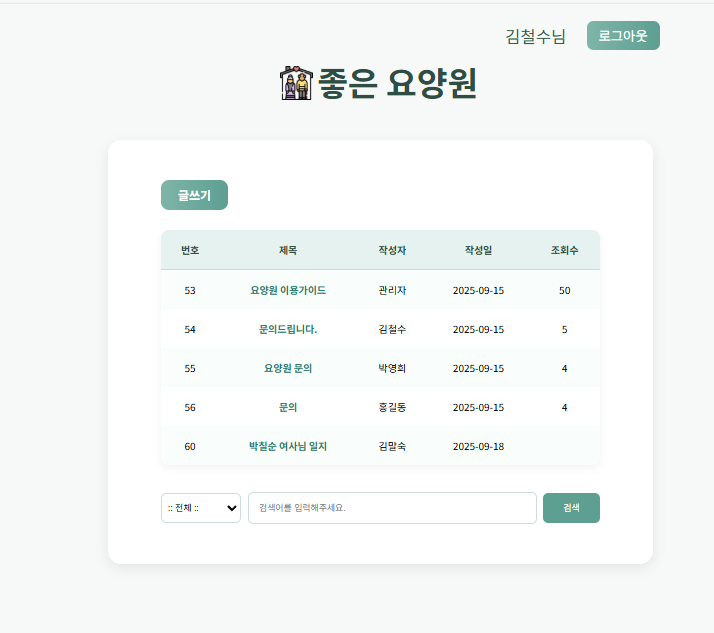 김철수님 로그아웃
좋은 요양원
글쓰기
번호 제목 작성자 작성일 조회수
53 요양원 이용가이드 관리자 2025-09-15 50
54 문의드립니다. 김철수 2025-09-15 5
55 요양원 문의 박영희 2025-09-15 4
56 문의 홍길동 2025-09-15 4
60 박칠순 여사님 일지 김말숙 2025-09-18
:: 전체 :: 검색어를 입력해주세요. 검색